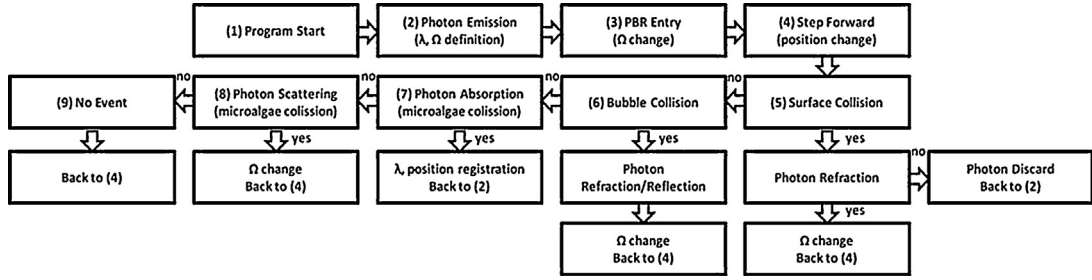 (1) Program Start
(2) Photon Emission
(λ, Ω definition)
(3) PBR Entry
(Ω change)
(4) Step Forward
(position change)
(5) Surface Collision
no
(6) Bubble Collision
no
(7) Photon Absorption
(microalgae colission)
no
(8) Photon Scattering
(microalgae colission)
no
(9) No Event
Back to (4)
yes
Ω change
Back to (4)
yes
λ, position registration
Back to (2)
yes
Photon
Refraction/Reflection
Ω change
Back to (4)
yes
Photon Refraction
no
Photon Discard
Back to (2)
yes
Ω change
Back to (4)